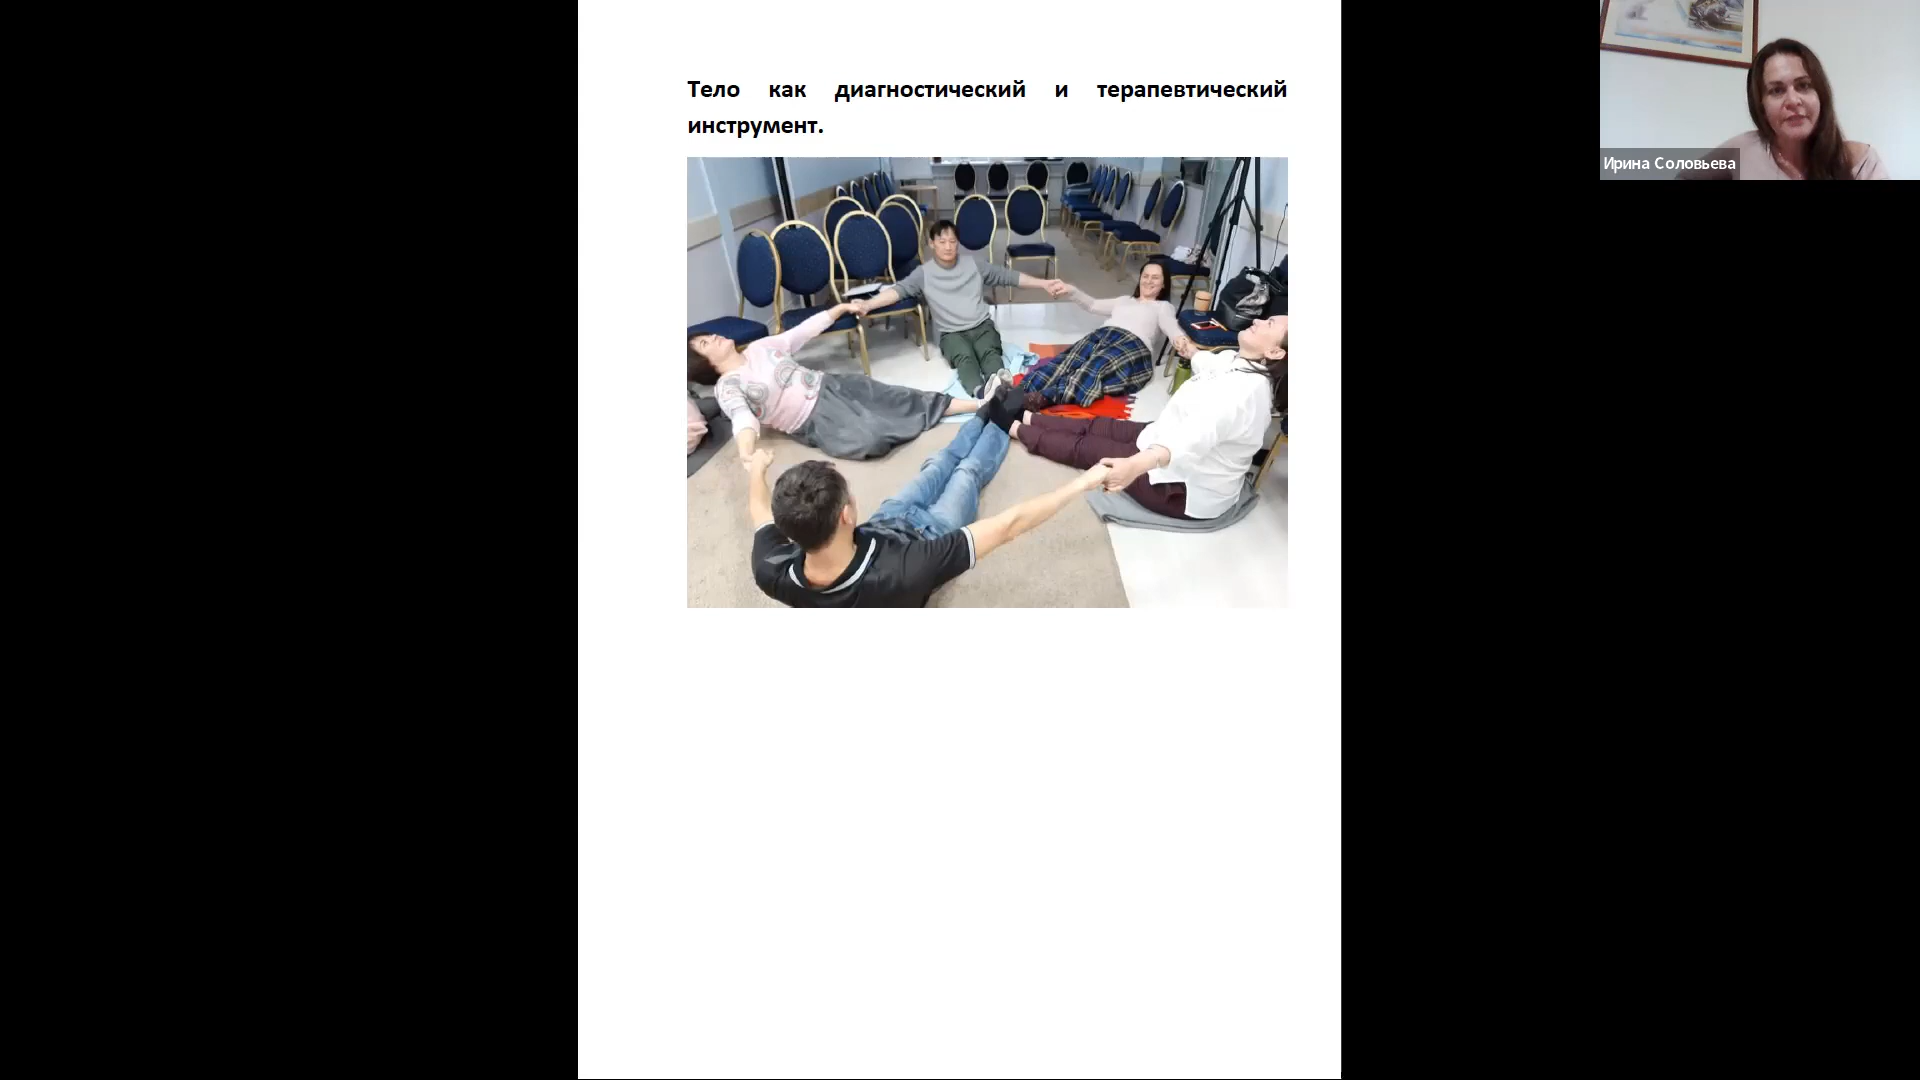 Тело как диагностический и терапевтический
инструмент.
Ирина Соловьева